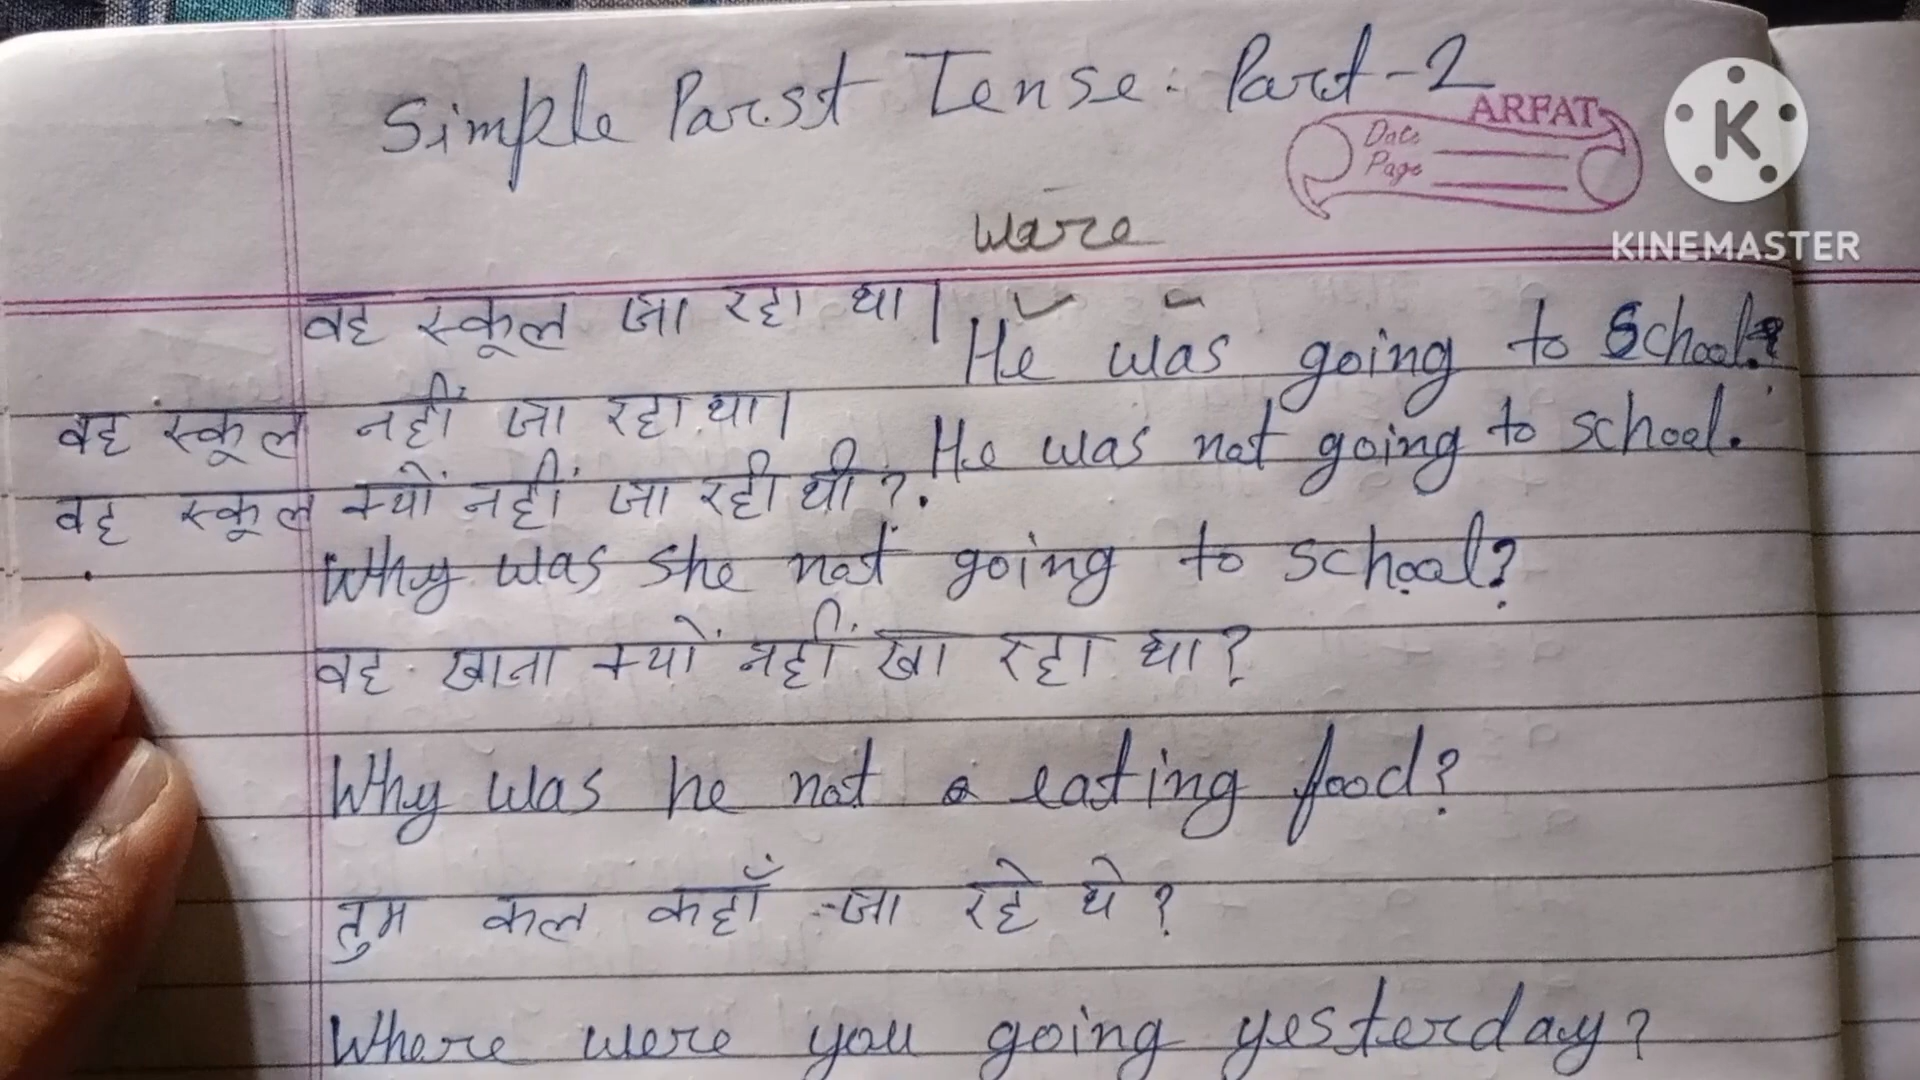 Simple Parst Tense: Part-2
ARFAT
Date
Page
K
KINEMASTER
were
वह स्कूल जा रहा था। He was going to School.
वह स्कूल नहीं जा रहा था। He was not going to school.
वह स्कूल क्यों नहीं जा रही थी?
Why was she not going to school?
वह खाना क्यों नहीं खा रहा था?
Why was he not eating food?
तुम कल कहाँ जा रहे थे?
Where were you going yesterday?